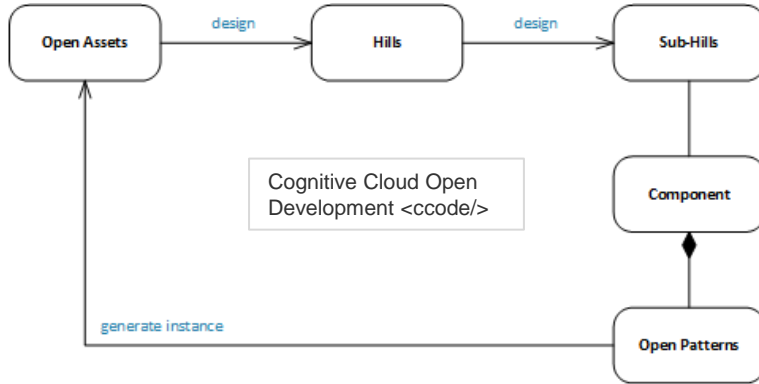 design
design
Open Assets
Hills
Sub-Hills
Cognitive Cloud Open
Development <ccode/>
Component
generate instance
Open Patterns